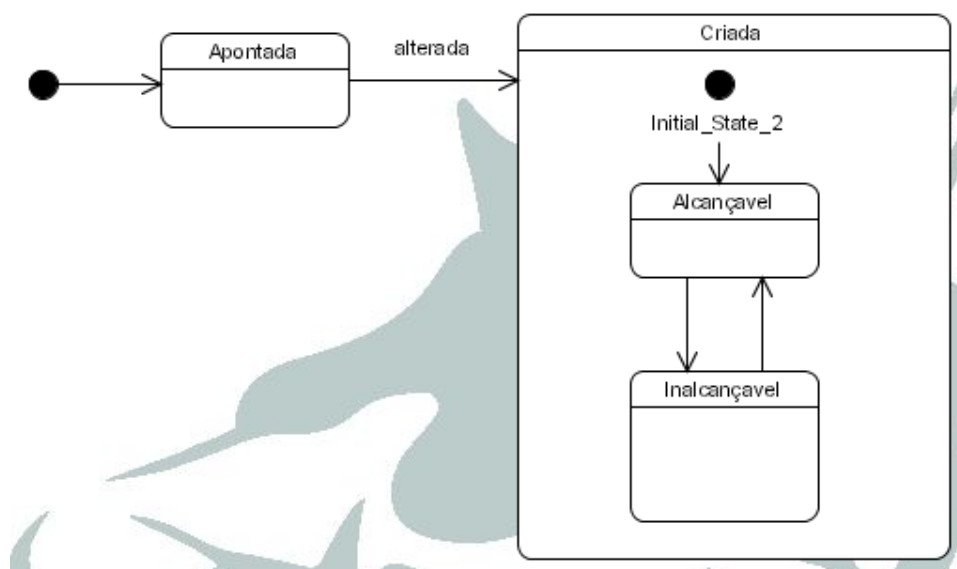 Apontada
alterada
Criada
Initial_State_2
Alcançavel
Inalcançavel